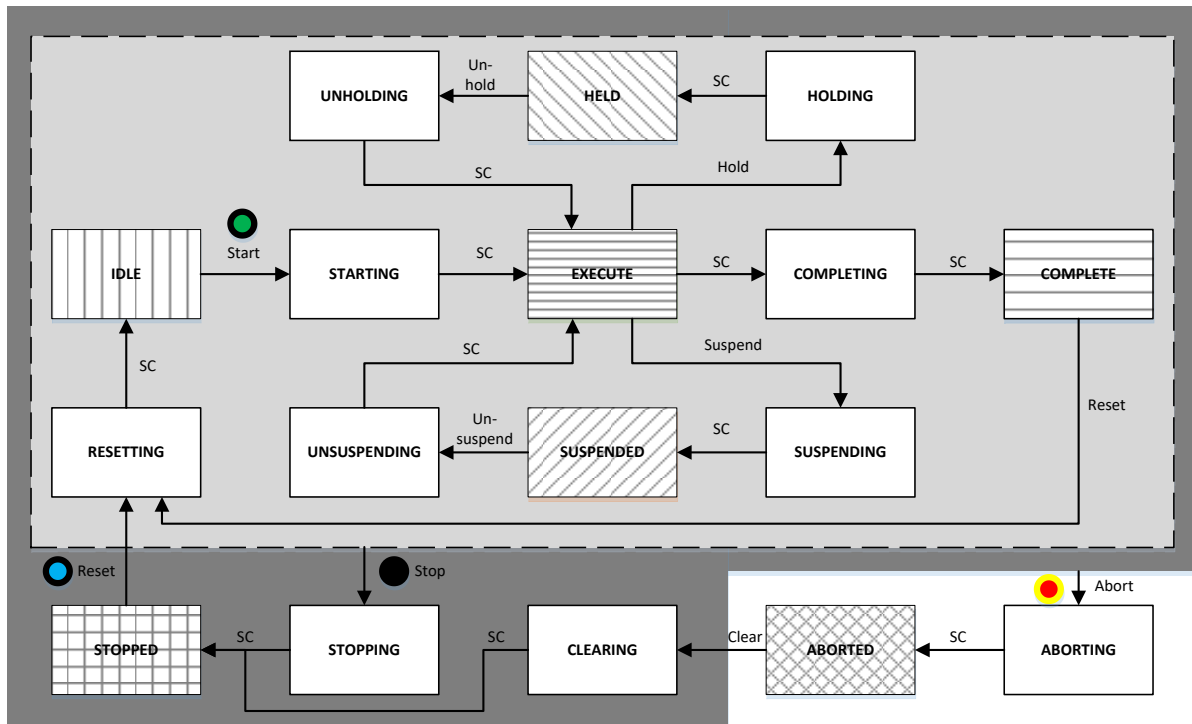 Un-
hold
SC
UNHOLDING
HELD
HOLDING
SC
Hold
Start
SC
SC
SC
IDLE
STARTING
EXECUTE
COMPLETING
COMPLETE
SC
SC
Suspend
Reset
Un-
suspend
SC
RESETTING
UNSUSPENDING
SUSPENDED
SUSPENDING
Reset
Stop
Abort
SC
SC
Clear
SC
STOPPED
STOPPING
CLEARING
ABORTED
ABORTING